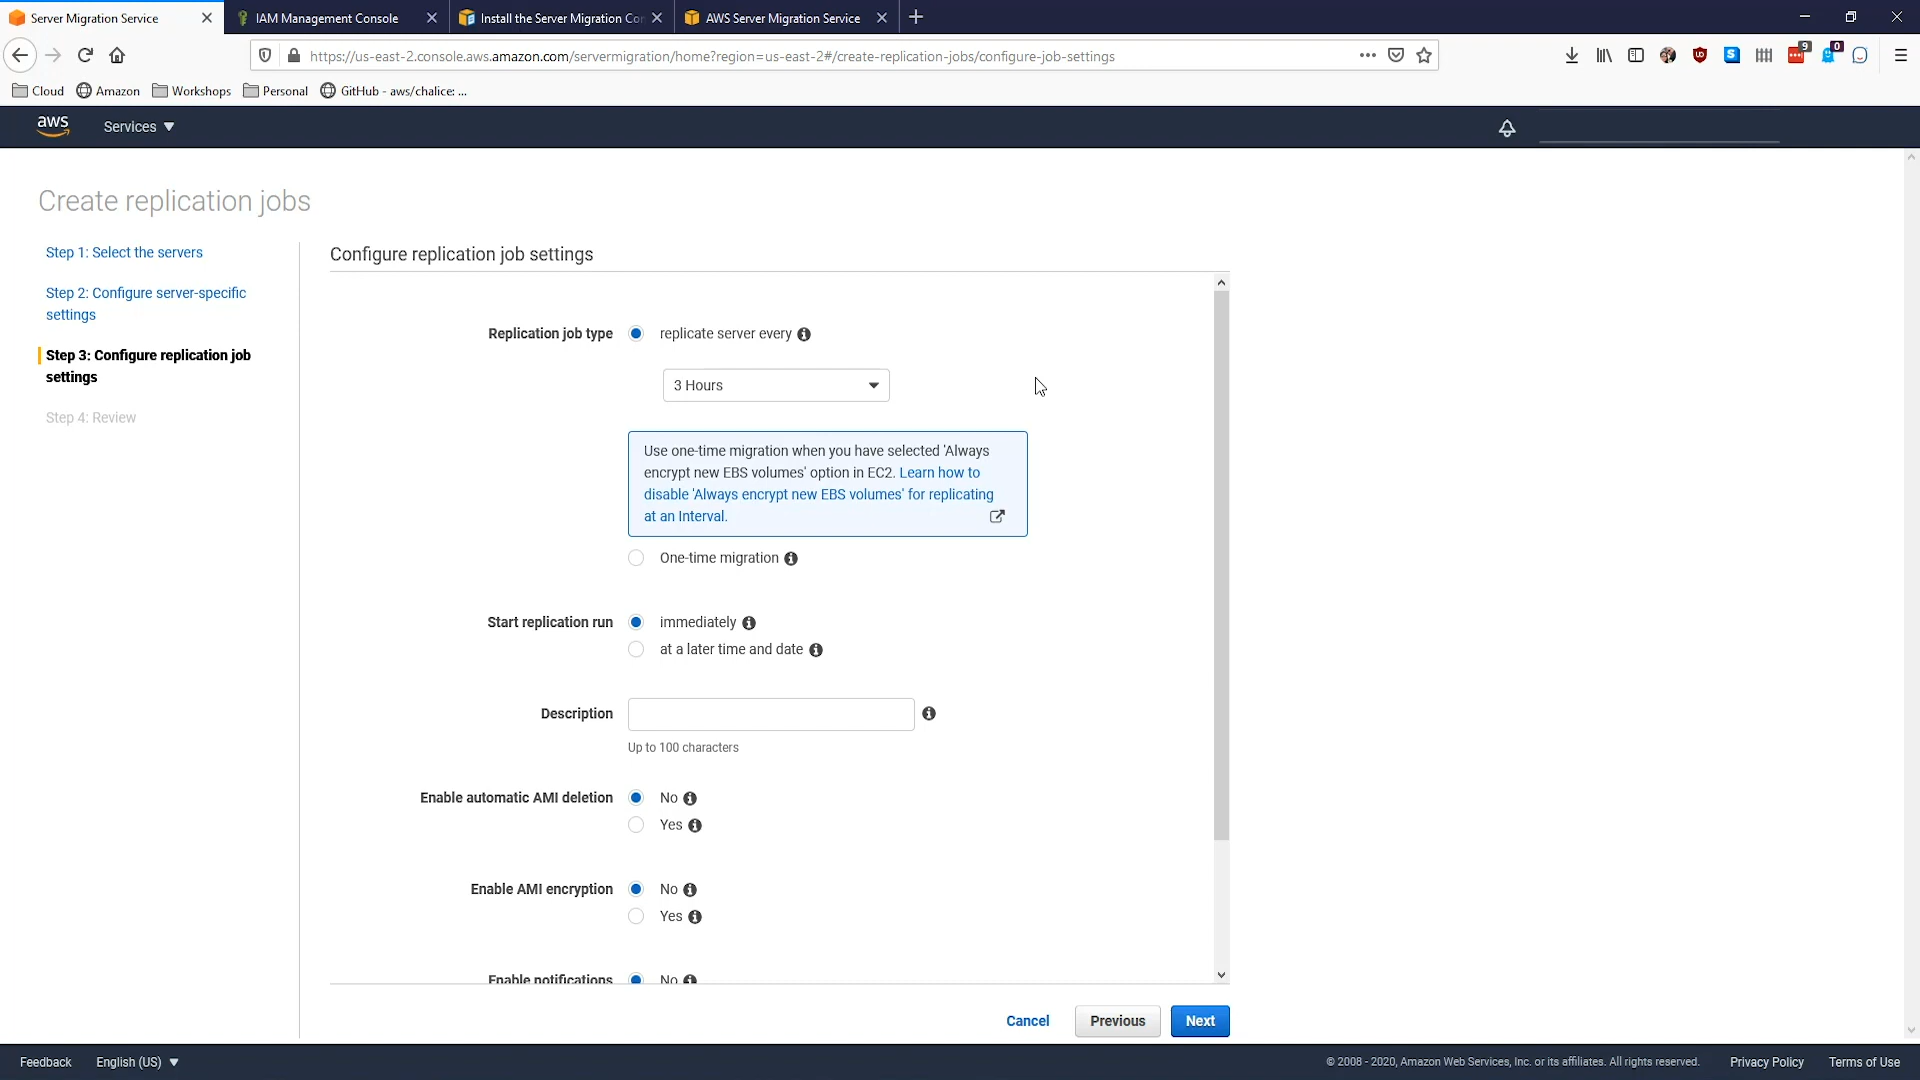 Server Migration Service
IAM Management Console
Install the Server Migration Con
AWS Server Migration Service
https://us-east-2.console.aws.amazon.com/servermigration/home?region=us-east-2#/create-replication-jobs/configure-job-settings
9
0
Cloud
Amazon
Workshops
Personal
GitHub - aws/chalice: ...
aws
Services
Create replication jobs
Step 1: Select the servers
Step 2: Configure server-specific
settings
Step 3: Configure replication job
settings
Step 4: Review
Configure replication job settings
Replication job type
replicate server every
3 Hours
Use one-time migration when you have selected 'Always
encrypt new EBS volumes' option in EC2. Learn how to
disable 'Always encrypt new EBS volumes' for replicating
at an Interval.
One-time migration
Start replication run
immediately
at a later time and date
Description
Up to 100 characters
Enable automatic AMI deletion
No
Yes
Enable AMI encryption
No
Yes
Enable notifications
No
Cancel
Previous
Next
Feedback
English (US)
© 2008 - 2020, Amazon Web Services, Inc. or its affiliates. All rights reserved.
Privacy Policy
Terms of Use